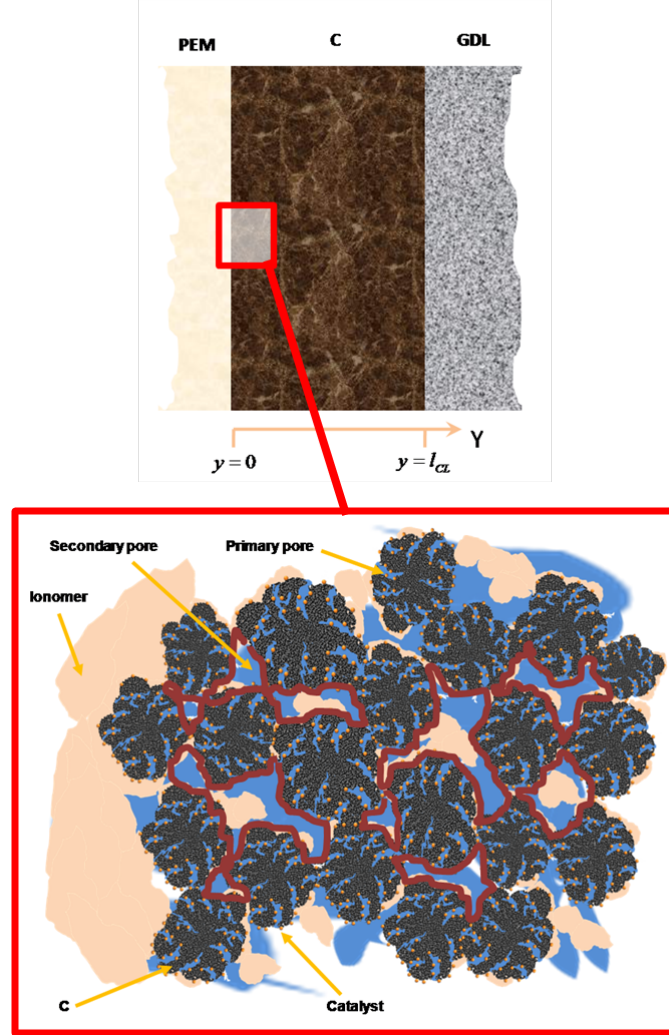 PEM C GDL
Y
y = 0 y = l_CL
Secondary pore Primary pore
Ionomer
C Catalyst